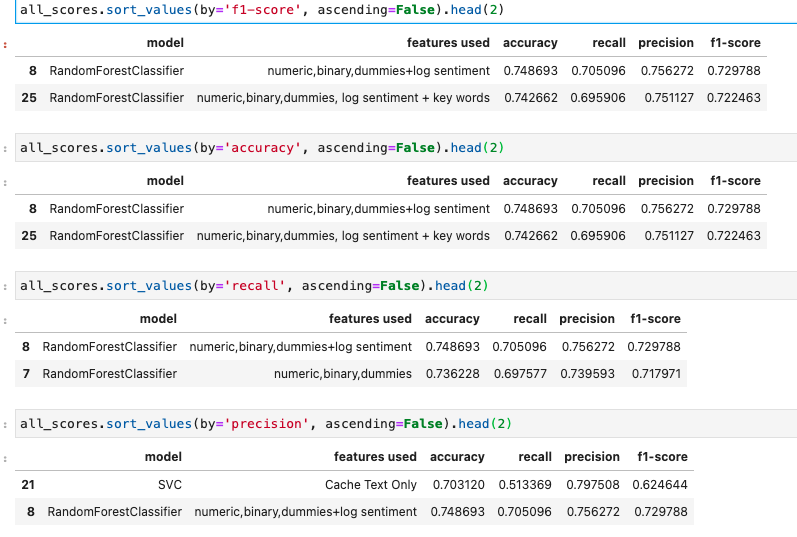 all_scores.sort_values(by='f1-score', ascending=False).head(2)
model features used accuracy recall precision f1-score
8 RandomForestClassifier numeric,binary,dummies+log sentiment 0.748693 0.705096 0.756272 0.729788
25 RandomForestClassifier numeric,binary,dummies, log sentiment + key words 0.742662 0.695906 0.751127 0.722463
all_scores.sort_values(by='accuracy', ascending=False).head(2)
model features used accuracy recall precision f1-score
8 RandomForestClassifier numeric,binary,dummies+log sentiment 0.748693 0.705096 0.756272 0.729788
25 RandomForestClassifier numeric,binary,dummies, log sentiment + key words 0.742662 0.695906 0.751127 0.722463
all_scores.sort_values(by='recall', ascending=False).head(2)
model features used accuracy recall precision f1-score
8 RandomForestClassifier numeric,binary,dummies+log sentiment 0.748693 0.705096 0.756272 0.729788
7 RandomForestClassifier numeric,binary,dummies 0.736228 0.697577 0.739593 0.717971
all_scores.sort_values(by='precision', ascending=False).head(2)
model features used accuracy recall precision f1-score
21 SVC Cache Text Only 0.703120 0.513369 0.797508 0.624644
8 RandomForestClassifier numeric,binary,dummies+log sentiment 0.748693 0.705096 0.756272 0.729788